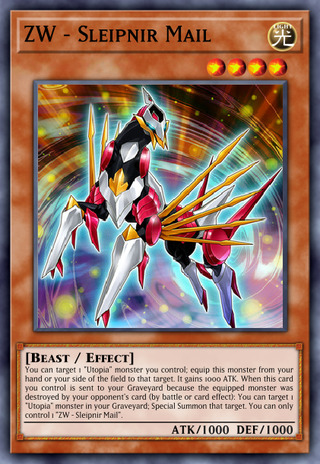 ZW - Sleipnir Mail
LIGHT
光
[Beast / Effect]
You can target 1 "Utopia" monster you control; equip this monster from your
hand or your side of the field to that target. It gains 1000 ATK. When this card
you control is sent to your Graveyard because the equipped monster was
destroyed by your opponent's card (by battle or card effect): You can target 1
"Utopia" monster in your Graveyard; Special Summon that target. You can only
control 1 "ZW - Sleipnir Mail".
ATK/1000 DEF/1000